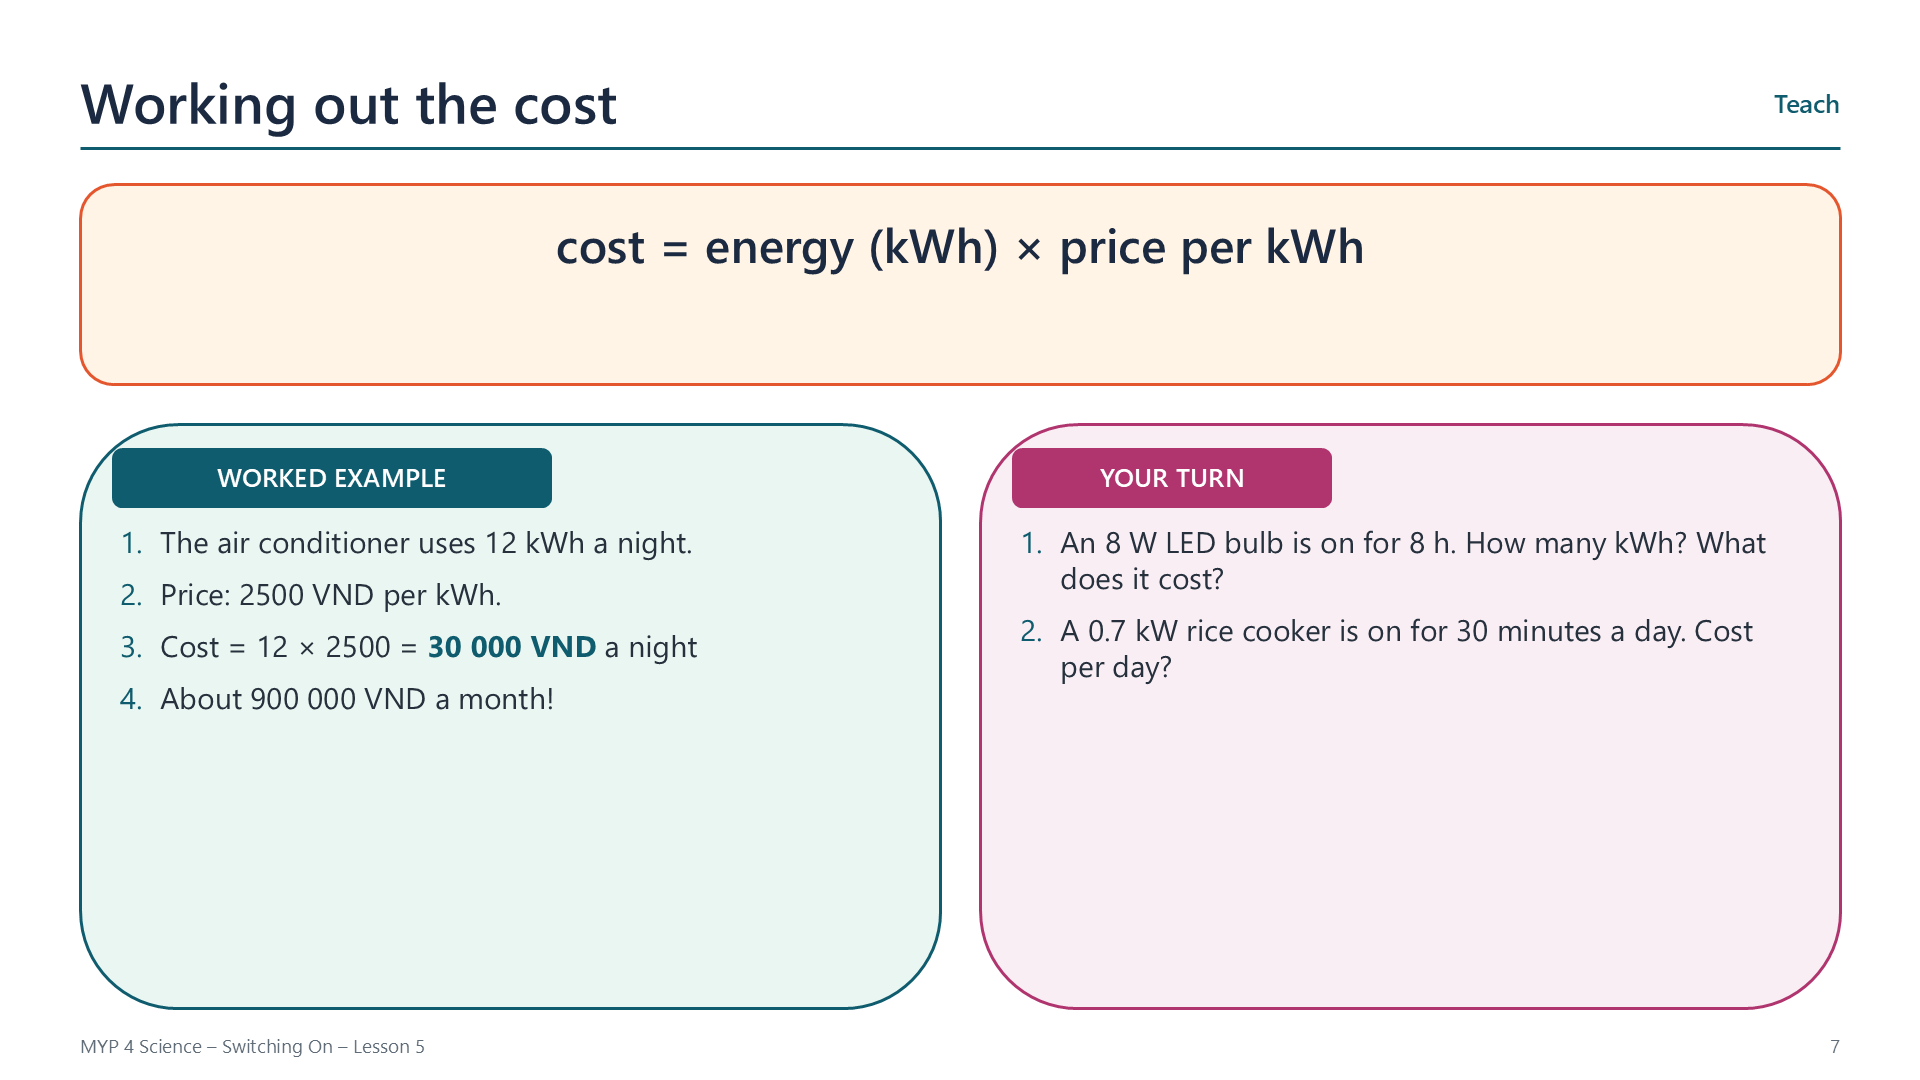 Working out the cost
Teach
cost = energy (kWh) × price per kWh
WORKED EXAMPLE
1. The air conditioner uses 12 kWh a night.
2. Price: 2500 VND per kWh.
3. Cost = 12 × 2500 = 30 000 VND a night
4. About 900 000 VND a month!
YOUR TURN
1. An 8 W LED bulb is on for 8 h. How many kWh? What
does it cost?
2. A 0.7 kW rice cooker is on for 30 minutes a day. Cost
per day?
MYP 4 Science – Switching On – Lesson 5
7